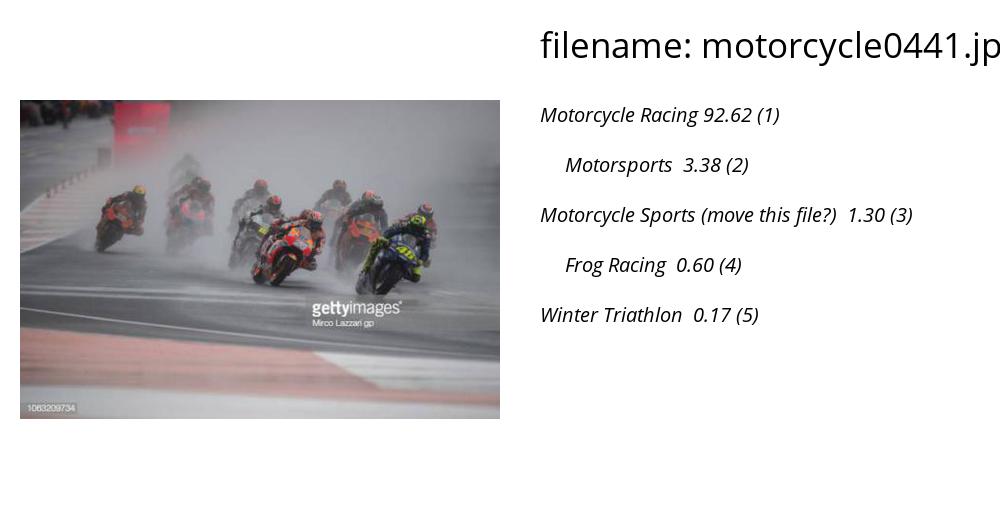 filename: motorcycle0441.jp
Motorcycle Racing 92.62 (1)
Motorsports 3.38 (2)
Motorcycle Sports (move this file?) 1.30 (3)
Frog Racing 0.60 (4)
Winter Triathlon 0.17 (5)
46
gettyimages®
Mirco Lazzari gp
1063209734